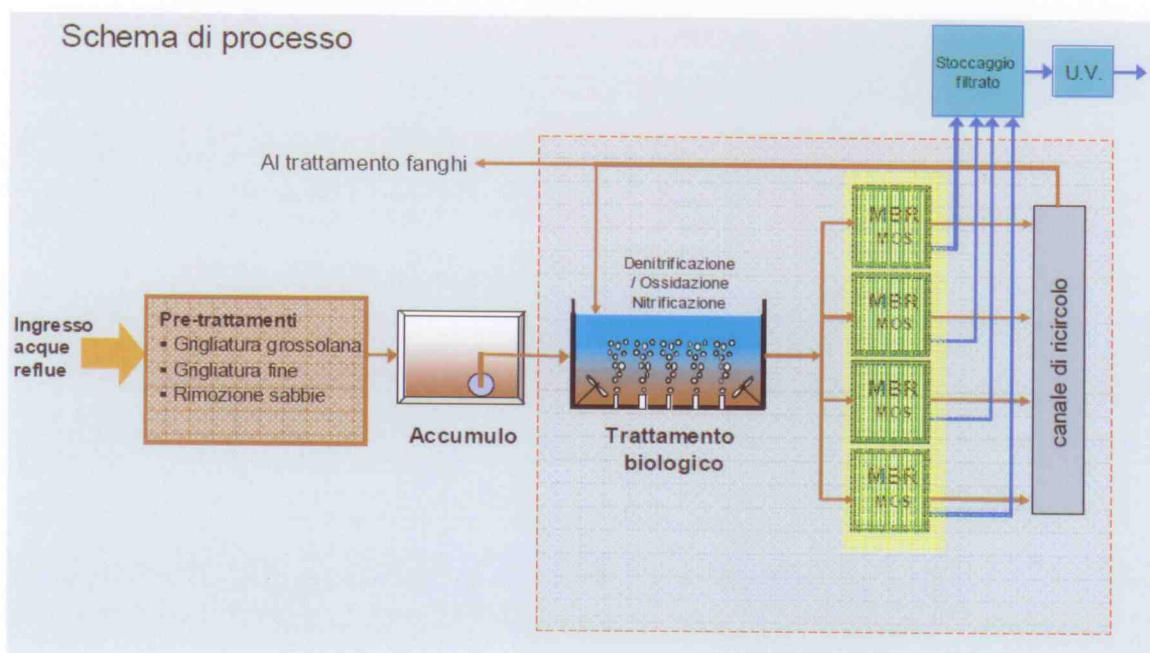 Schema di processo
Stoccaggio
filtrato
U.V.
Al trattamento fanghi
Ingresso
acque
reflue
Pre-trattamenti
▪ Grigliatura grossolana
▪ Grigliatura fine
▪ Rimozione sabbie
Accumulo
Denitrificazione
/ Ossidazione
Nitrificazione
Trattamento
biologico
MBR
MOS
MBR
MOS
MBR
MOS
MBR
MOS
canale di ricircolo